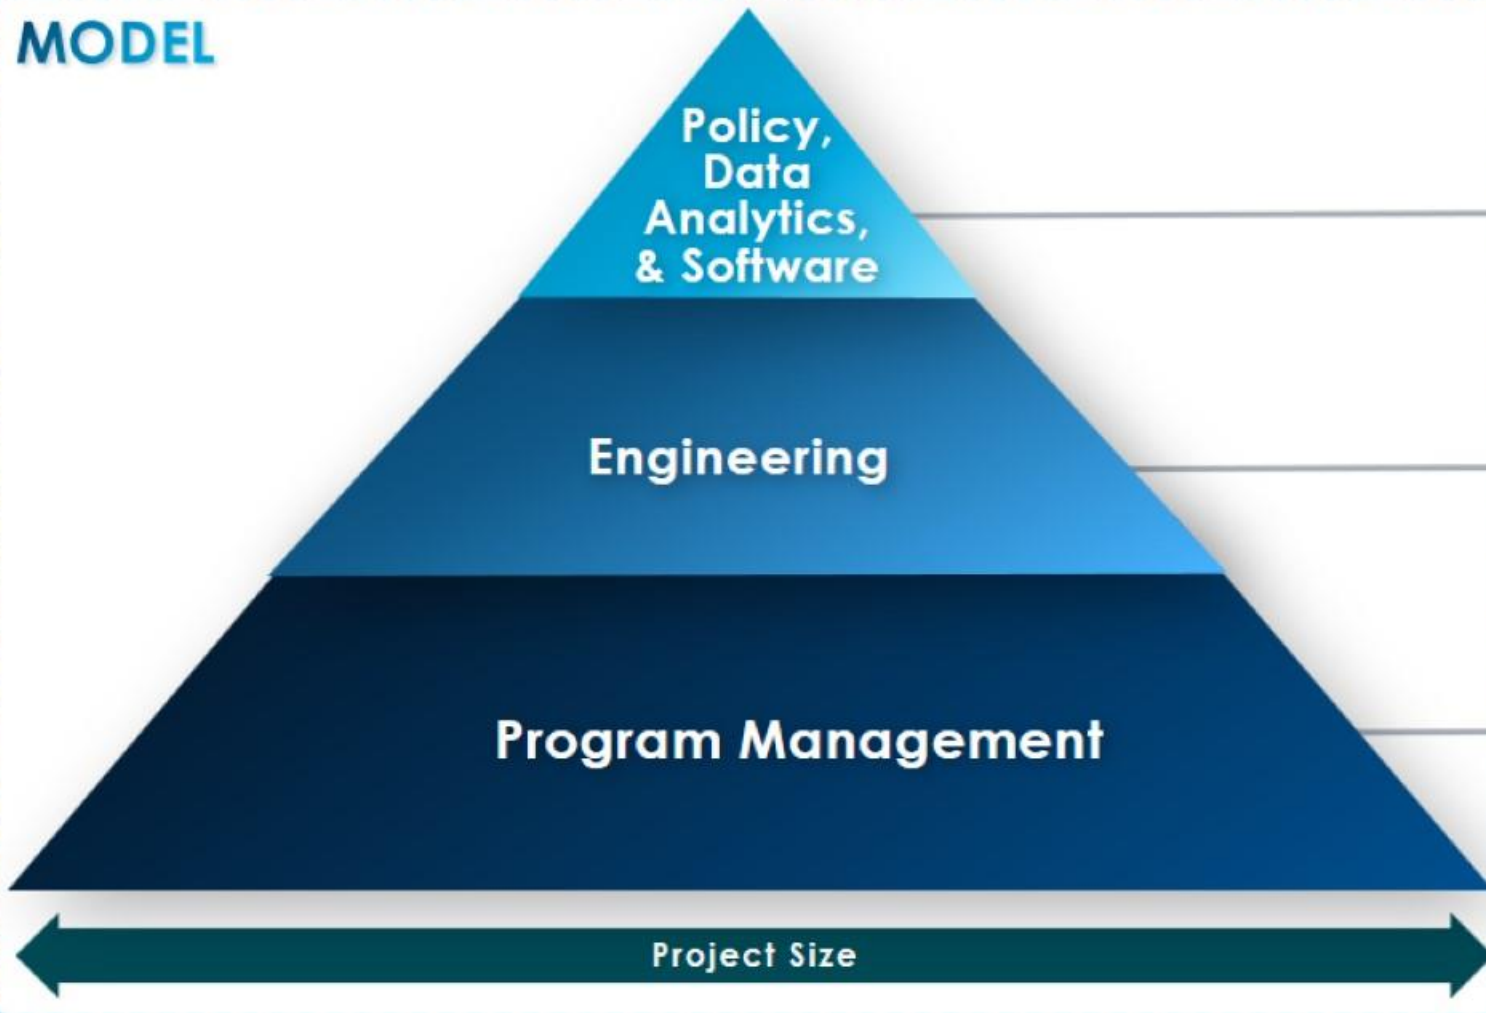 MODEL
Policy,
Data
Analytics,
& Software
Engineering
Program Management
Project Size